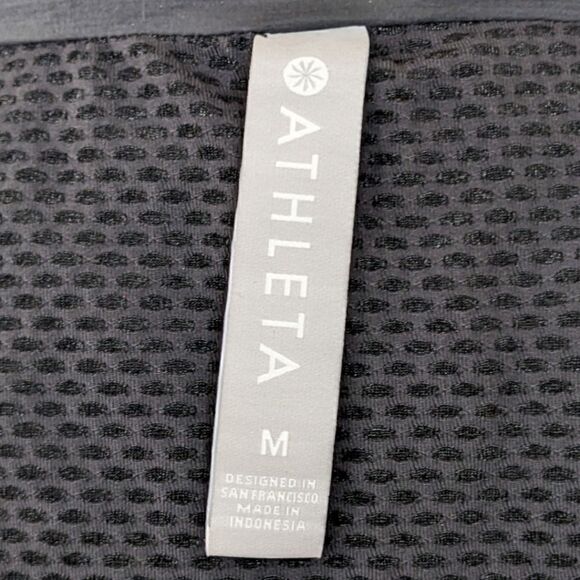 ATHLETA
M
DESIGNED IN
SAN FRANCISCO
MADE IN
INDONESIA